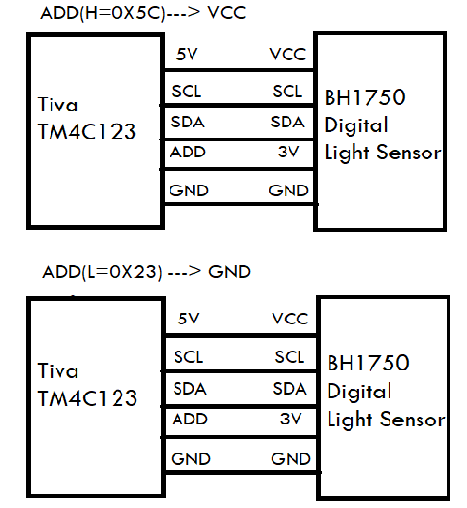 ADD(H=0X5C)---> VCC
5V VCC
SCL SCL
Tiva
TM4C123
SDA SDA
ADD 3V
GND GND
BH1750
Digital
Light Sensor
ADD(L=0X23) ---> GND
5V VCC
SCL SCL
Tiva
TM4C123
SDA SDA
ADD 3V
GND GND
BH1750
Digital
Light Sensor